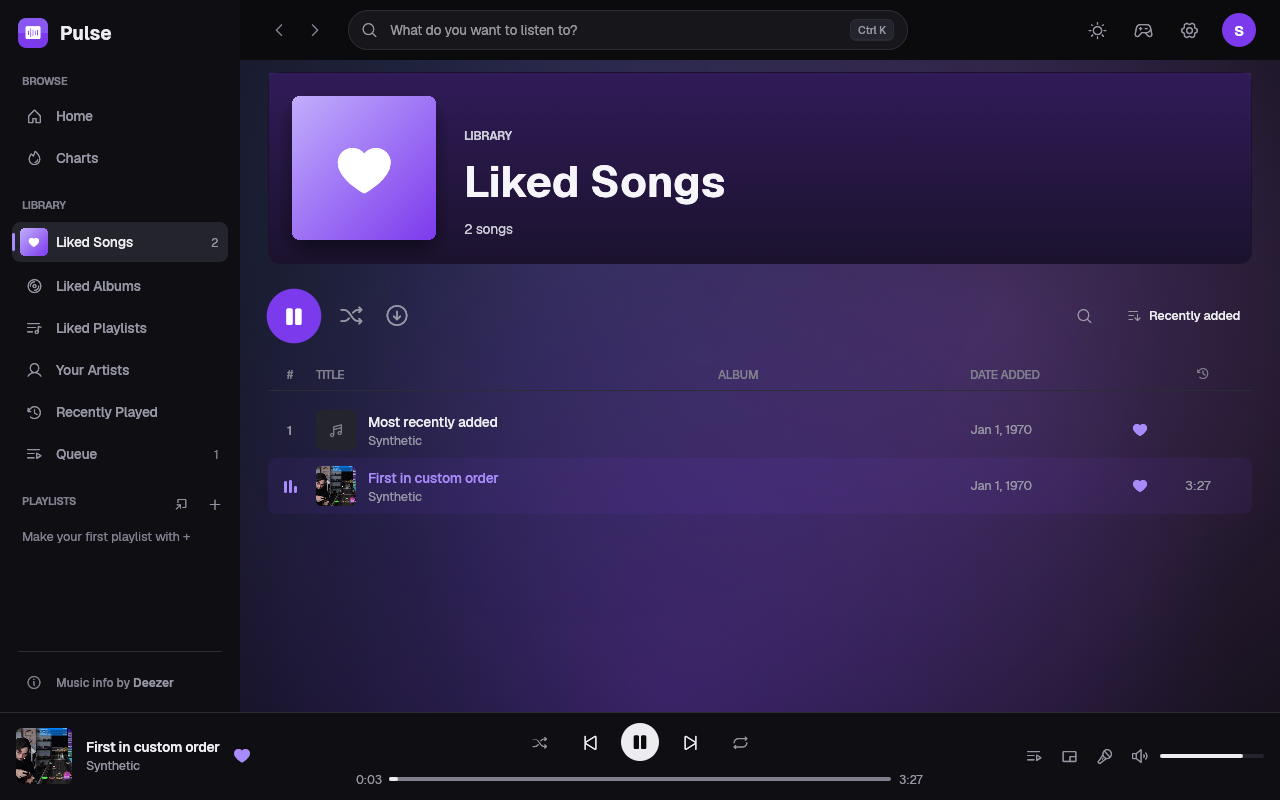 Pulse
What do you want to listen to?
Ctrl K
S
BROWSE
Home
Charts
LIBRARY
Liked Songs
2
Liked Albums
Liked Playlists
Your Artists
Recently Played
Queue
1
PLAYLISTS
Make your first playlist with +
Music info by Deezer
LIBRARY
Liked Songs
2 songs
Recently added
# TITLE ALBUM DATE ADDED
1 Most recently added Jan 1, 1970
Synthetic
First in custom order Jan 1, 1970 3:27
Synthetic
First in custom order
Synthetic
0:03 3:27